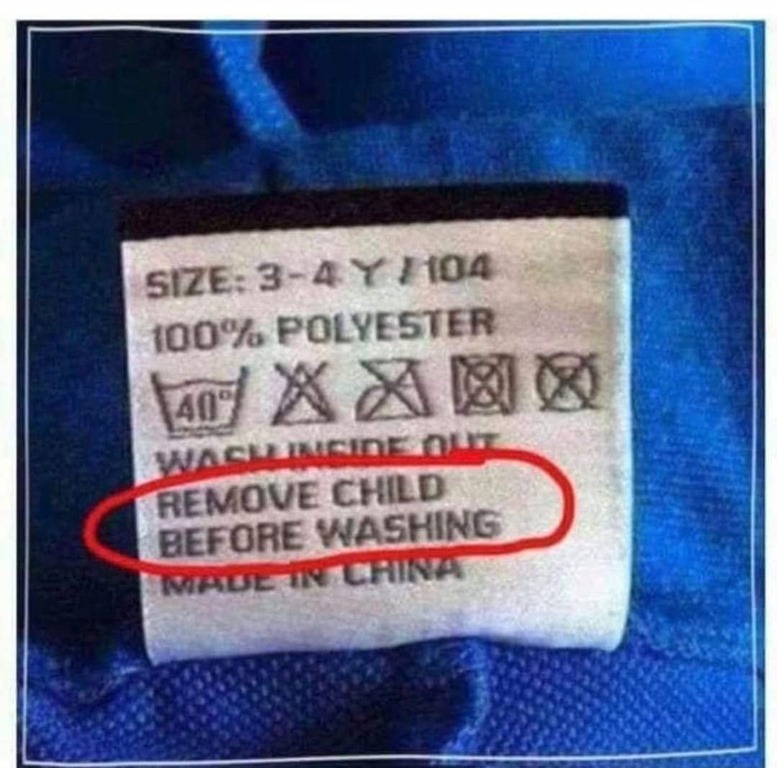 SIZE: 3-4 Y / 104
100% POLYESTER
40°
WASH INSIDE OUT
REMOVE CHILD
BEFORE WASHING
MADE IN CHINA